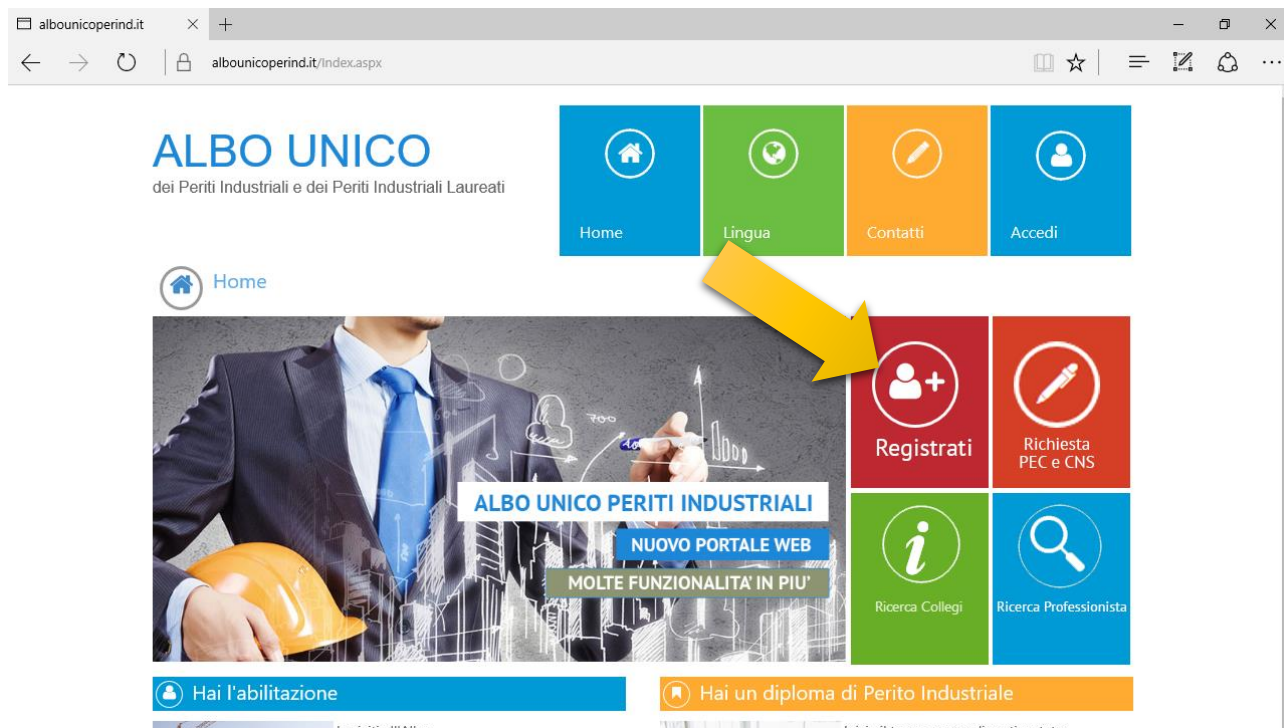 albounicoperind.it
albounicoperind.it/Index.aspx
ALBO UNICO
dei Periti Industriali e dei Periti Industriali Laureati
Home
Lingua
Contatti
Accedi
Home
700
ALBO UNICO PERITI INDUSTRIALI
NUOVO PORTALE WEB
MOLTE FUNZIONALITA' IN PIU'
Registrati
Richiesta
PEC e CNS
Ricerca Collegi
Ricerca Professionista
Hai l'abilitazione
Hai un diploma di Perito Industriale